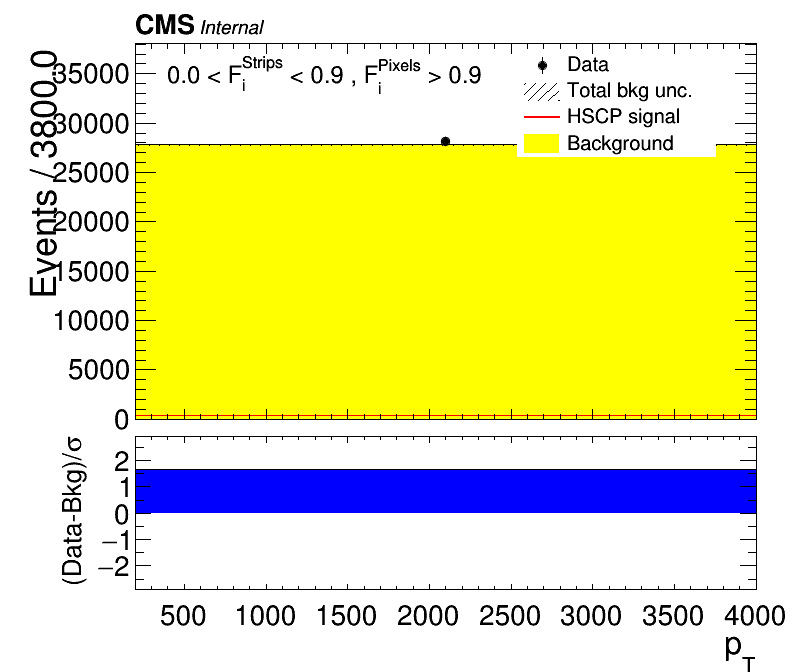 CMS Internal
0.0 < F_i^Strips < 0.9 , F_i^Pixels > 0.9
Data
Total bkg unc.
HSCP signal
Background
Events / 3800.0
35000
30000
25000
20000
15000
10000
5000
0
(Data-Bkg)/σ
2
1
0
−1
−2
500 1000 1500 2000 2500 3000 3500 4000
p_T